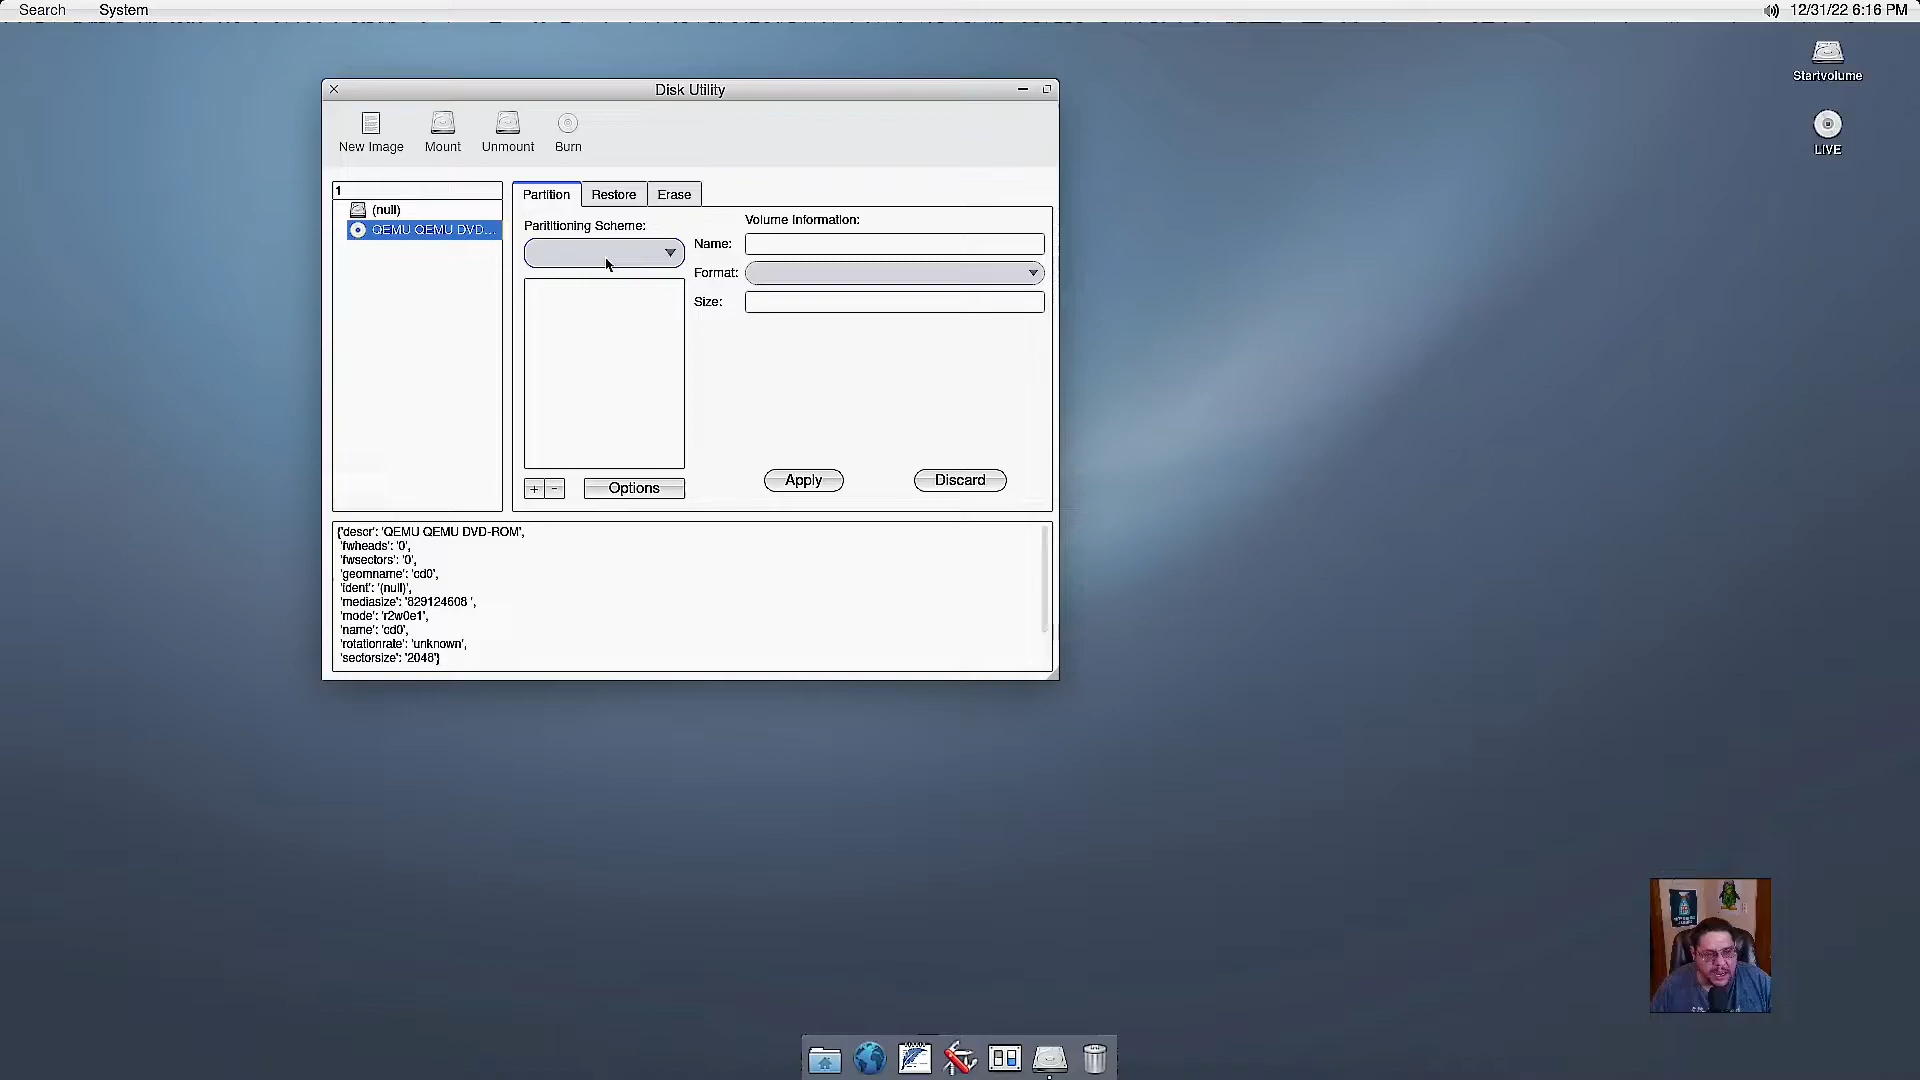 Search System 12/31/22 6:16 PM
Startvolume
LIVE
Disk Utility
New Image Mount Unmount Burn
1
(null)
QEMU QEMU DVD...
Partition Restore Erase
Parititioning Scheme:
Volume Information:
Name:
Format:
Size:
+ - Options
Apply Discard
{'descr': 'QEMU QEMU DVD-ROM',
'fwheads': '0',
'fwsectors': '0',
'geomname': 'cd0',
'ident': '(null)',
'mediasize': '829124608 ',
'mode': 'r2w0e1',
'name': 'cd0',
'rotationrate': 'unknown',
'sectorsize': '2048'}